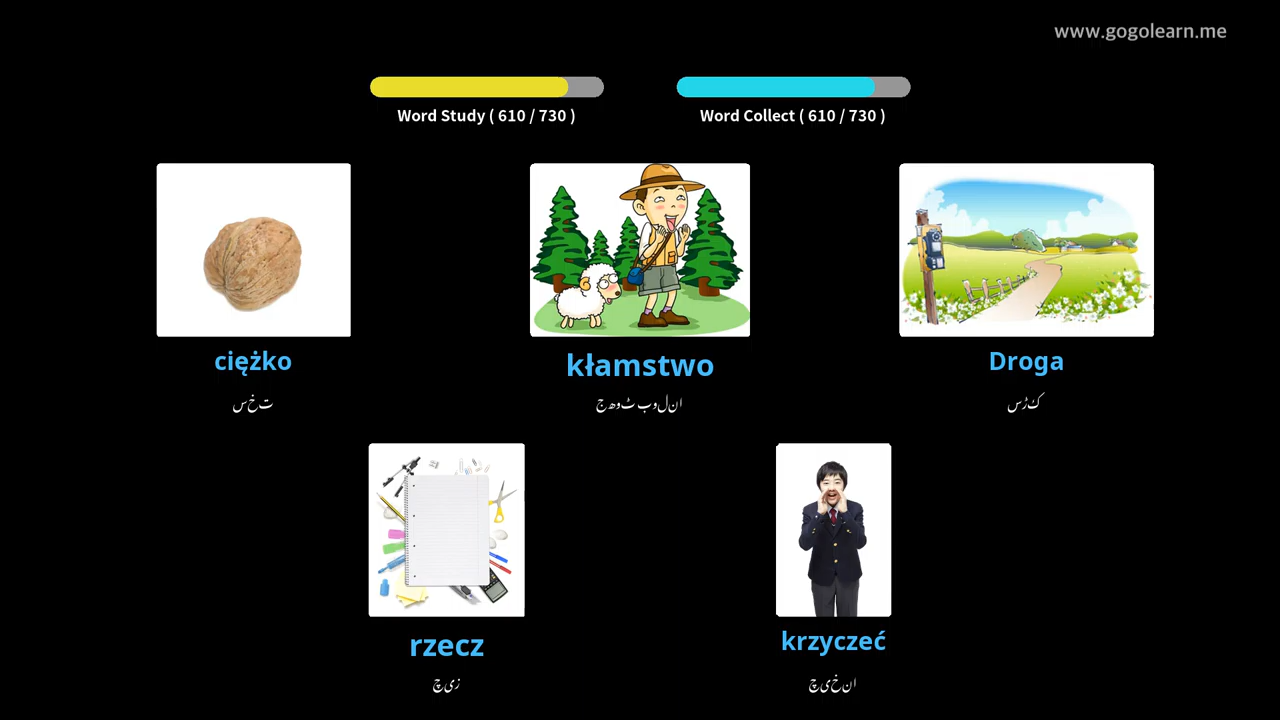 www.gogolearn.me
Word Study ( 610 / 730 )
Word Collect ( 610 / 730 )
ciężko
سخت
kłamstwo
جھوٹ بولنا
Droga
سڑک
rzecz
چیز
krzyczeć
چیخنا